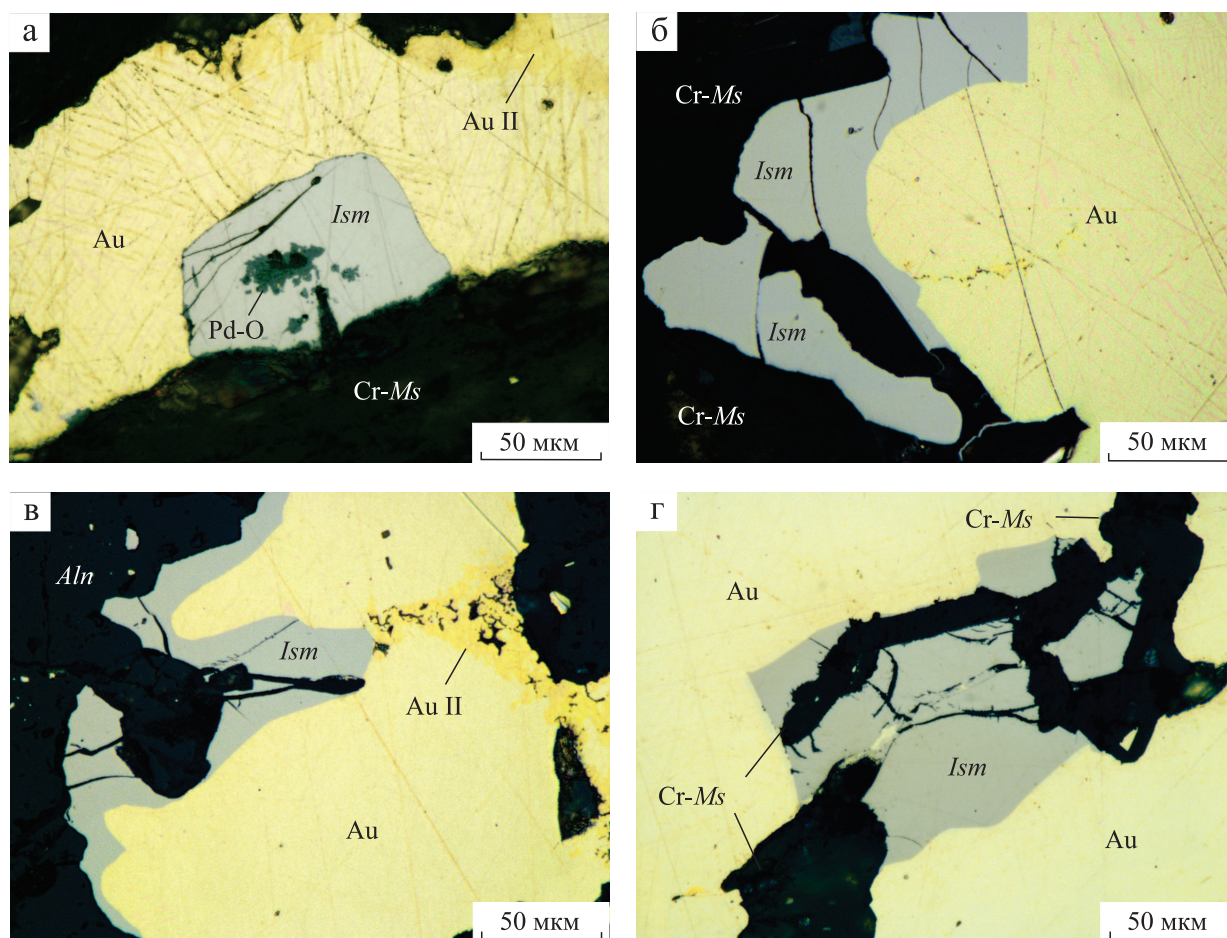 а
Au II
Ism
Au
Pd-O
Cr-Ms
50 мкм
б
Cr-Ms
Ism
Au
Ism
Cr-Ms
50 мкм
в
Aln
Ism
Au II
Au
50 мкм
г
Cr-Ms
Au
Ism
Cr-Ms
Au
50 мкм